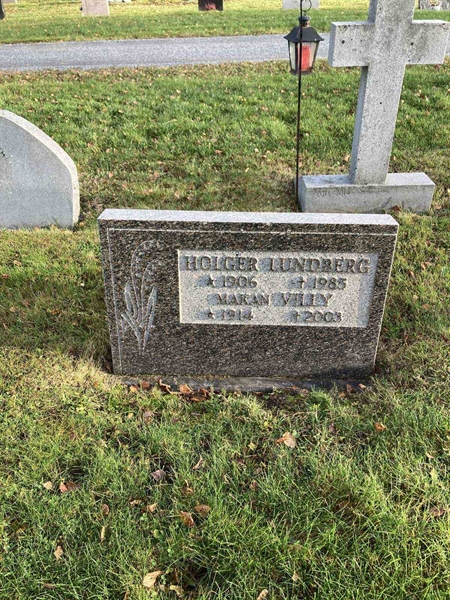 HOLGER LUNDBERG
* 1906 † 1985
MAKAN VILLY
* 1914 † 2003